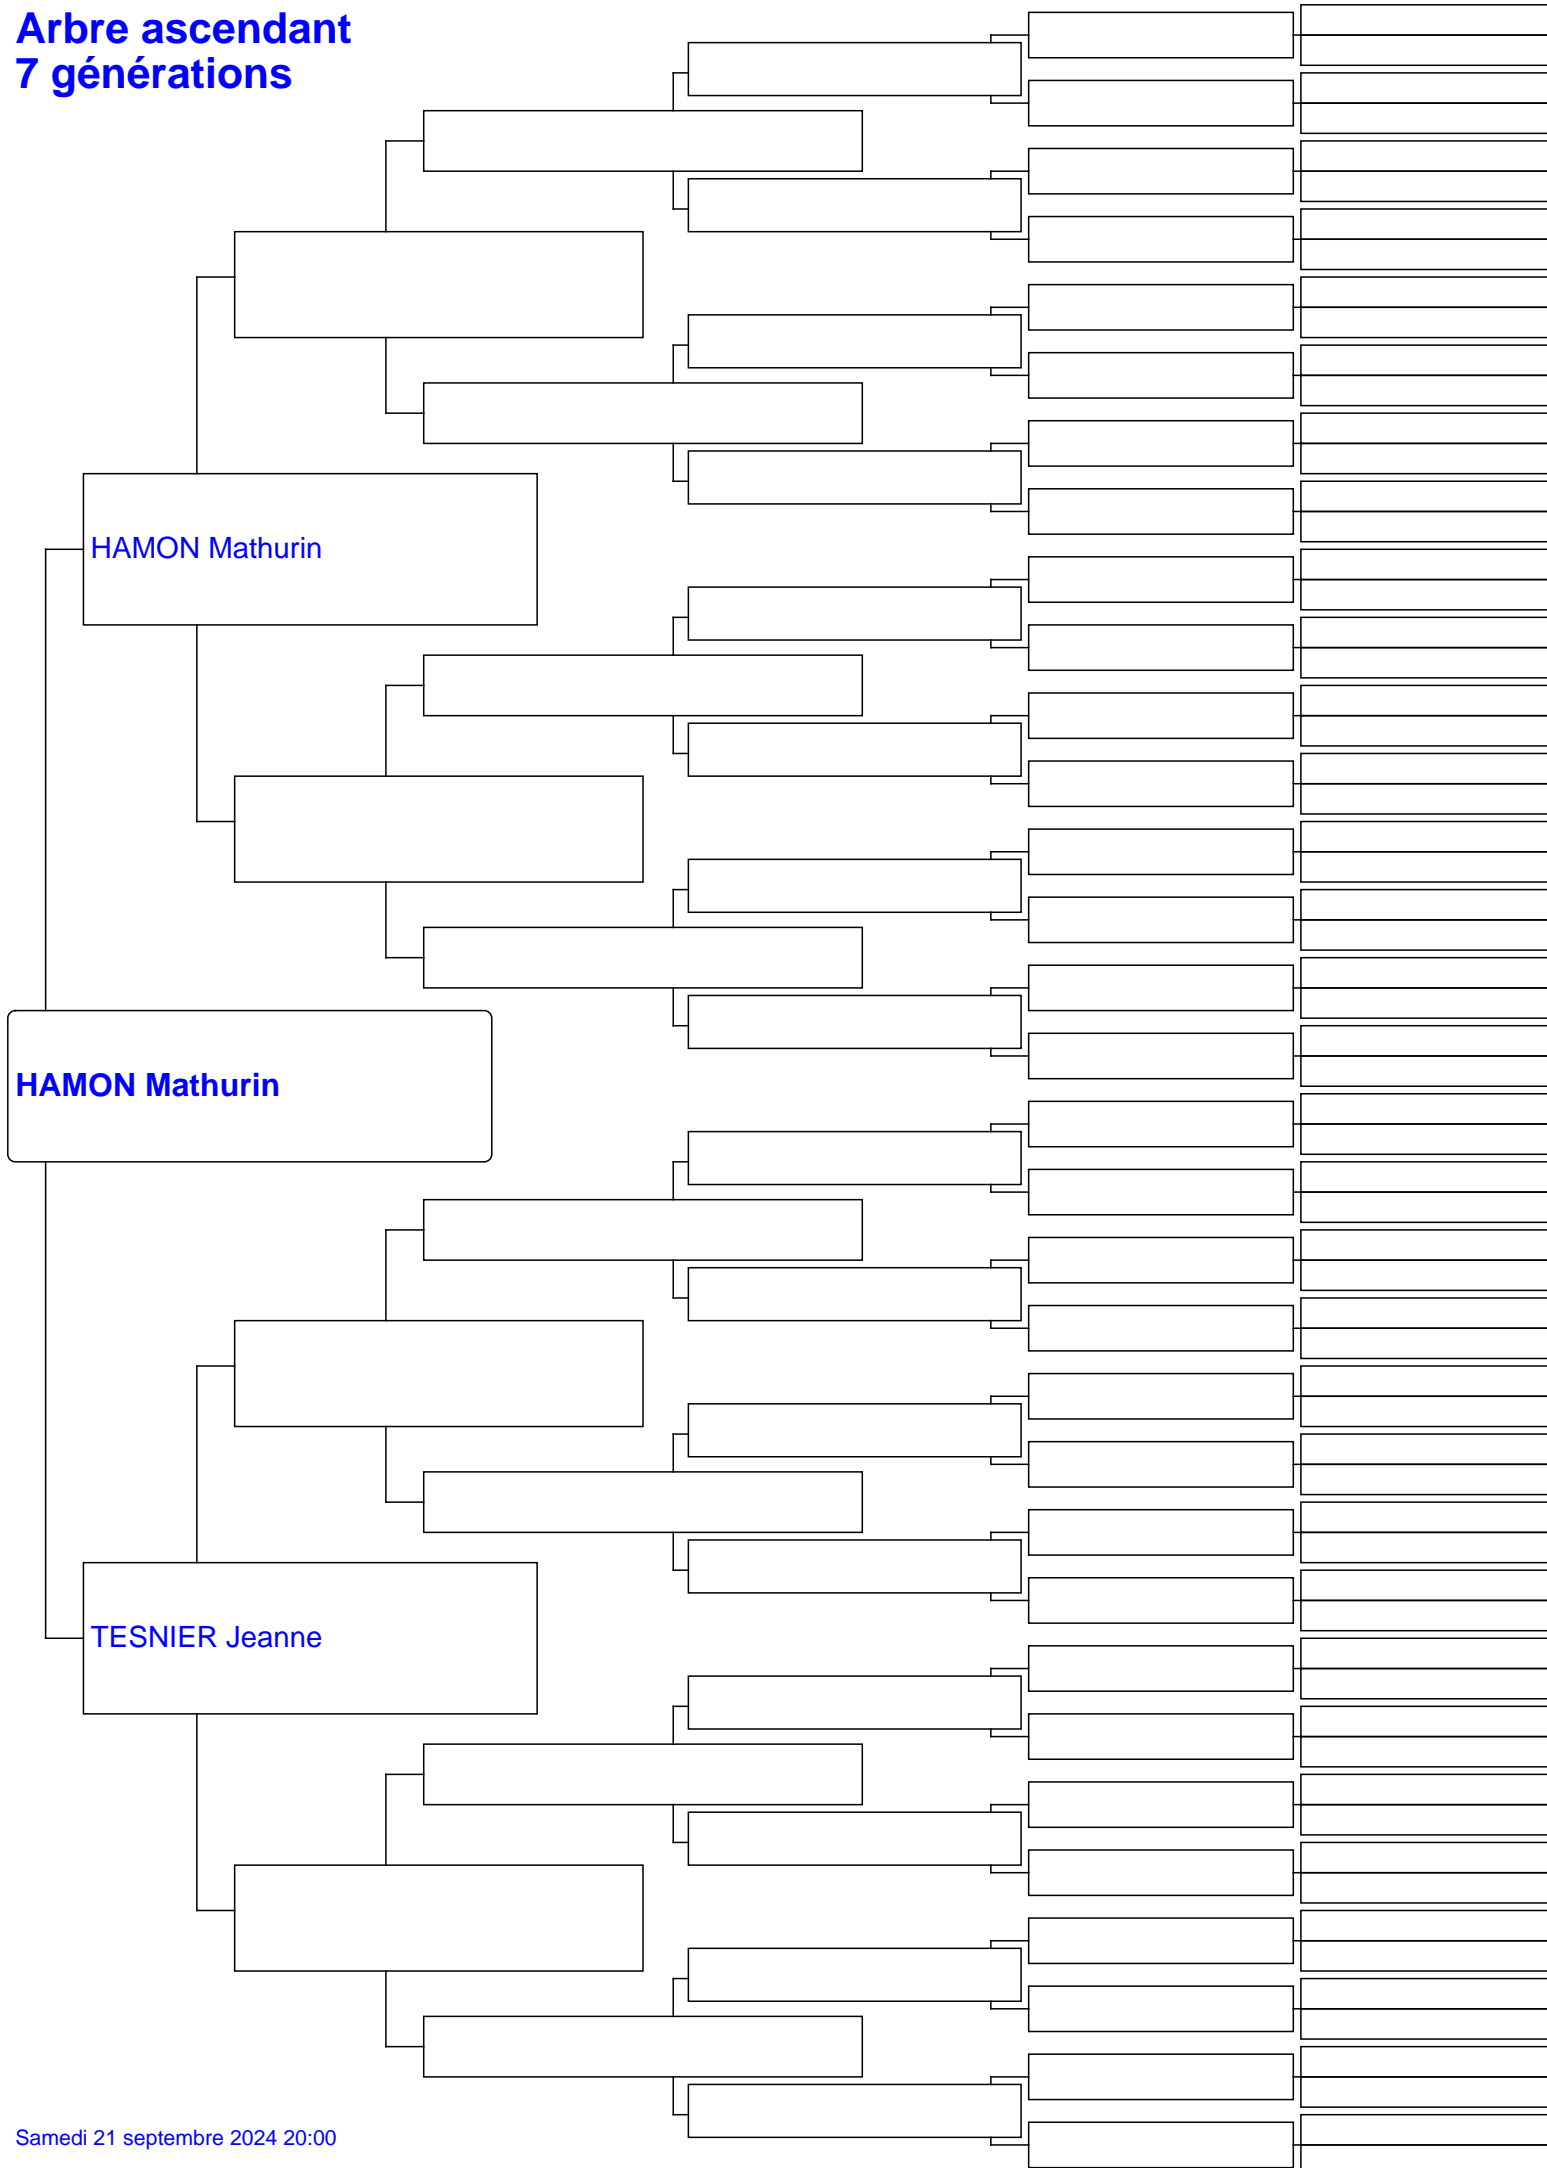 Arbre ascendant
7 générations
HAMON Mathurin
HAMON Mathurin
TESNIER Jeanne
Samedi 21 septembre 2024 20:00